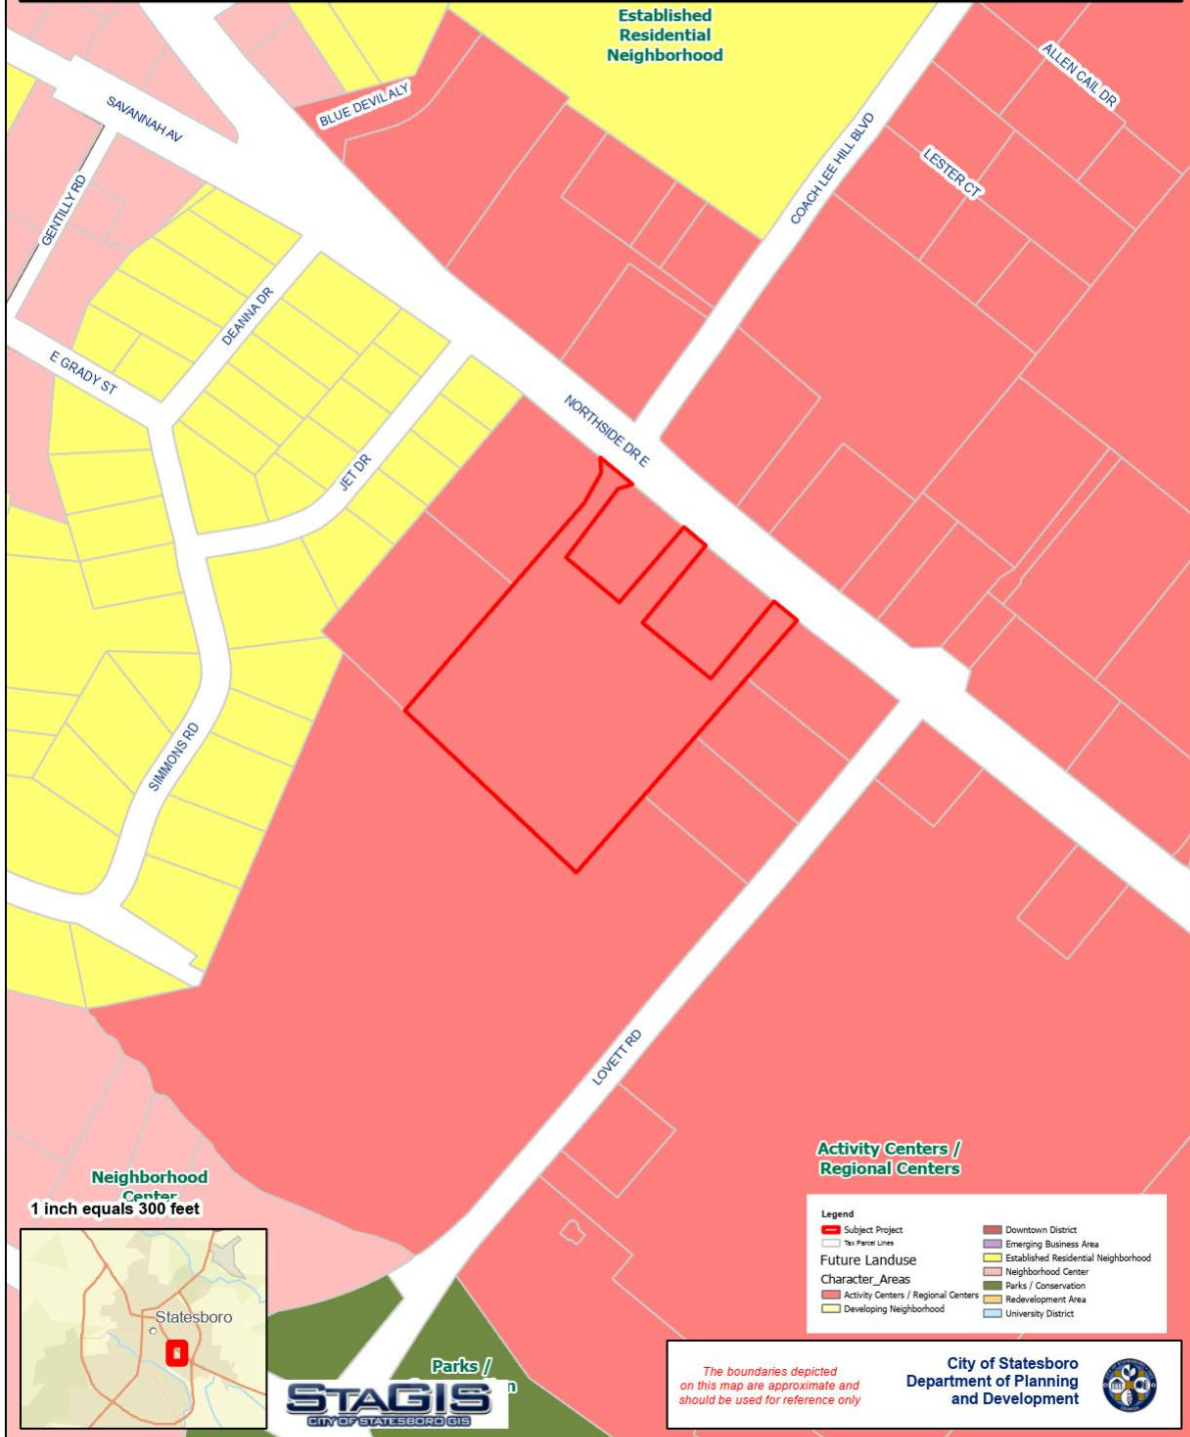 Established
Residential
Neighborhood
ALLEN CAIL DR
BLUE DEVIL ALY
SAVANNAH AV
COACH LEE HILL BLVD
LESTER CT
GENTILLY RD
DEANNA DR
E GRADY ST
NORTHSIDE DR E
JET DR
SIMMONS RD
LOVETT RD
Activity Centers /
Regional Centers
Neighborhood
Center
1 inch equals 300 feet
Statesboro
Legend
Subject Project
Tax Parcel Lines
Future Landuse
Character_Areas
Activity Centers / Regional Centers
Developing Neighborhood
Downtown District
Emerging Business Area
Established Residential Neighborhood
Neighborhood Center
Parks / Conservation
Redevelopment Area
University District
Parks /
n
STAGIS
CITY OF STATESBORO GIS
The boundaries depicted
on this map are approximate and
should be used for reference only
City of Statesboro
Department of Planning
and Development